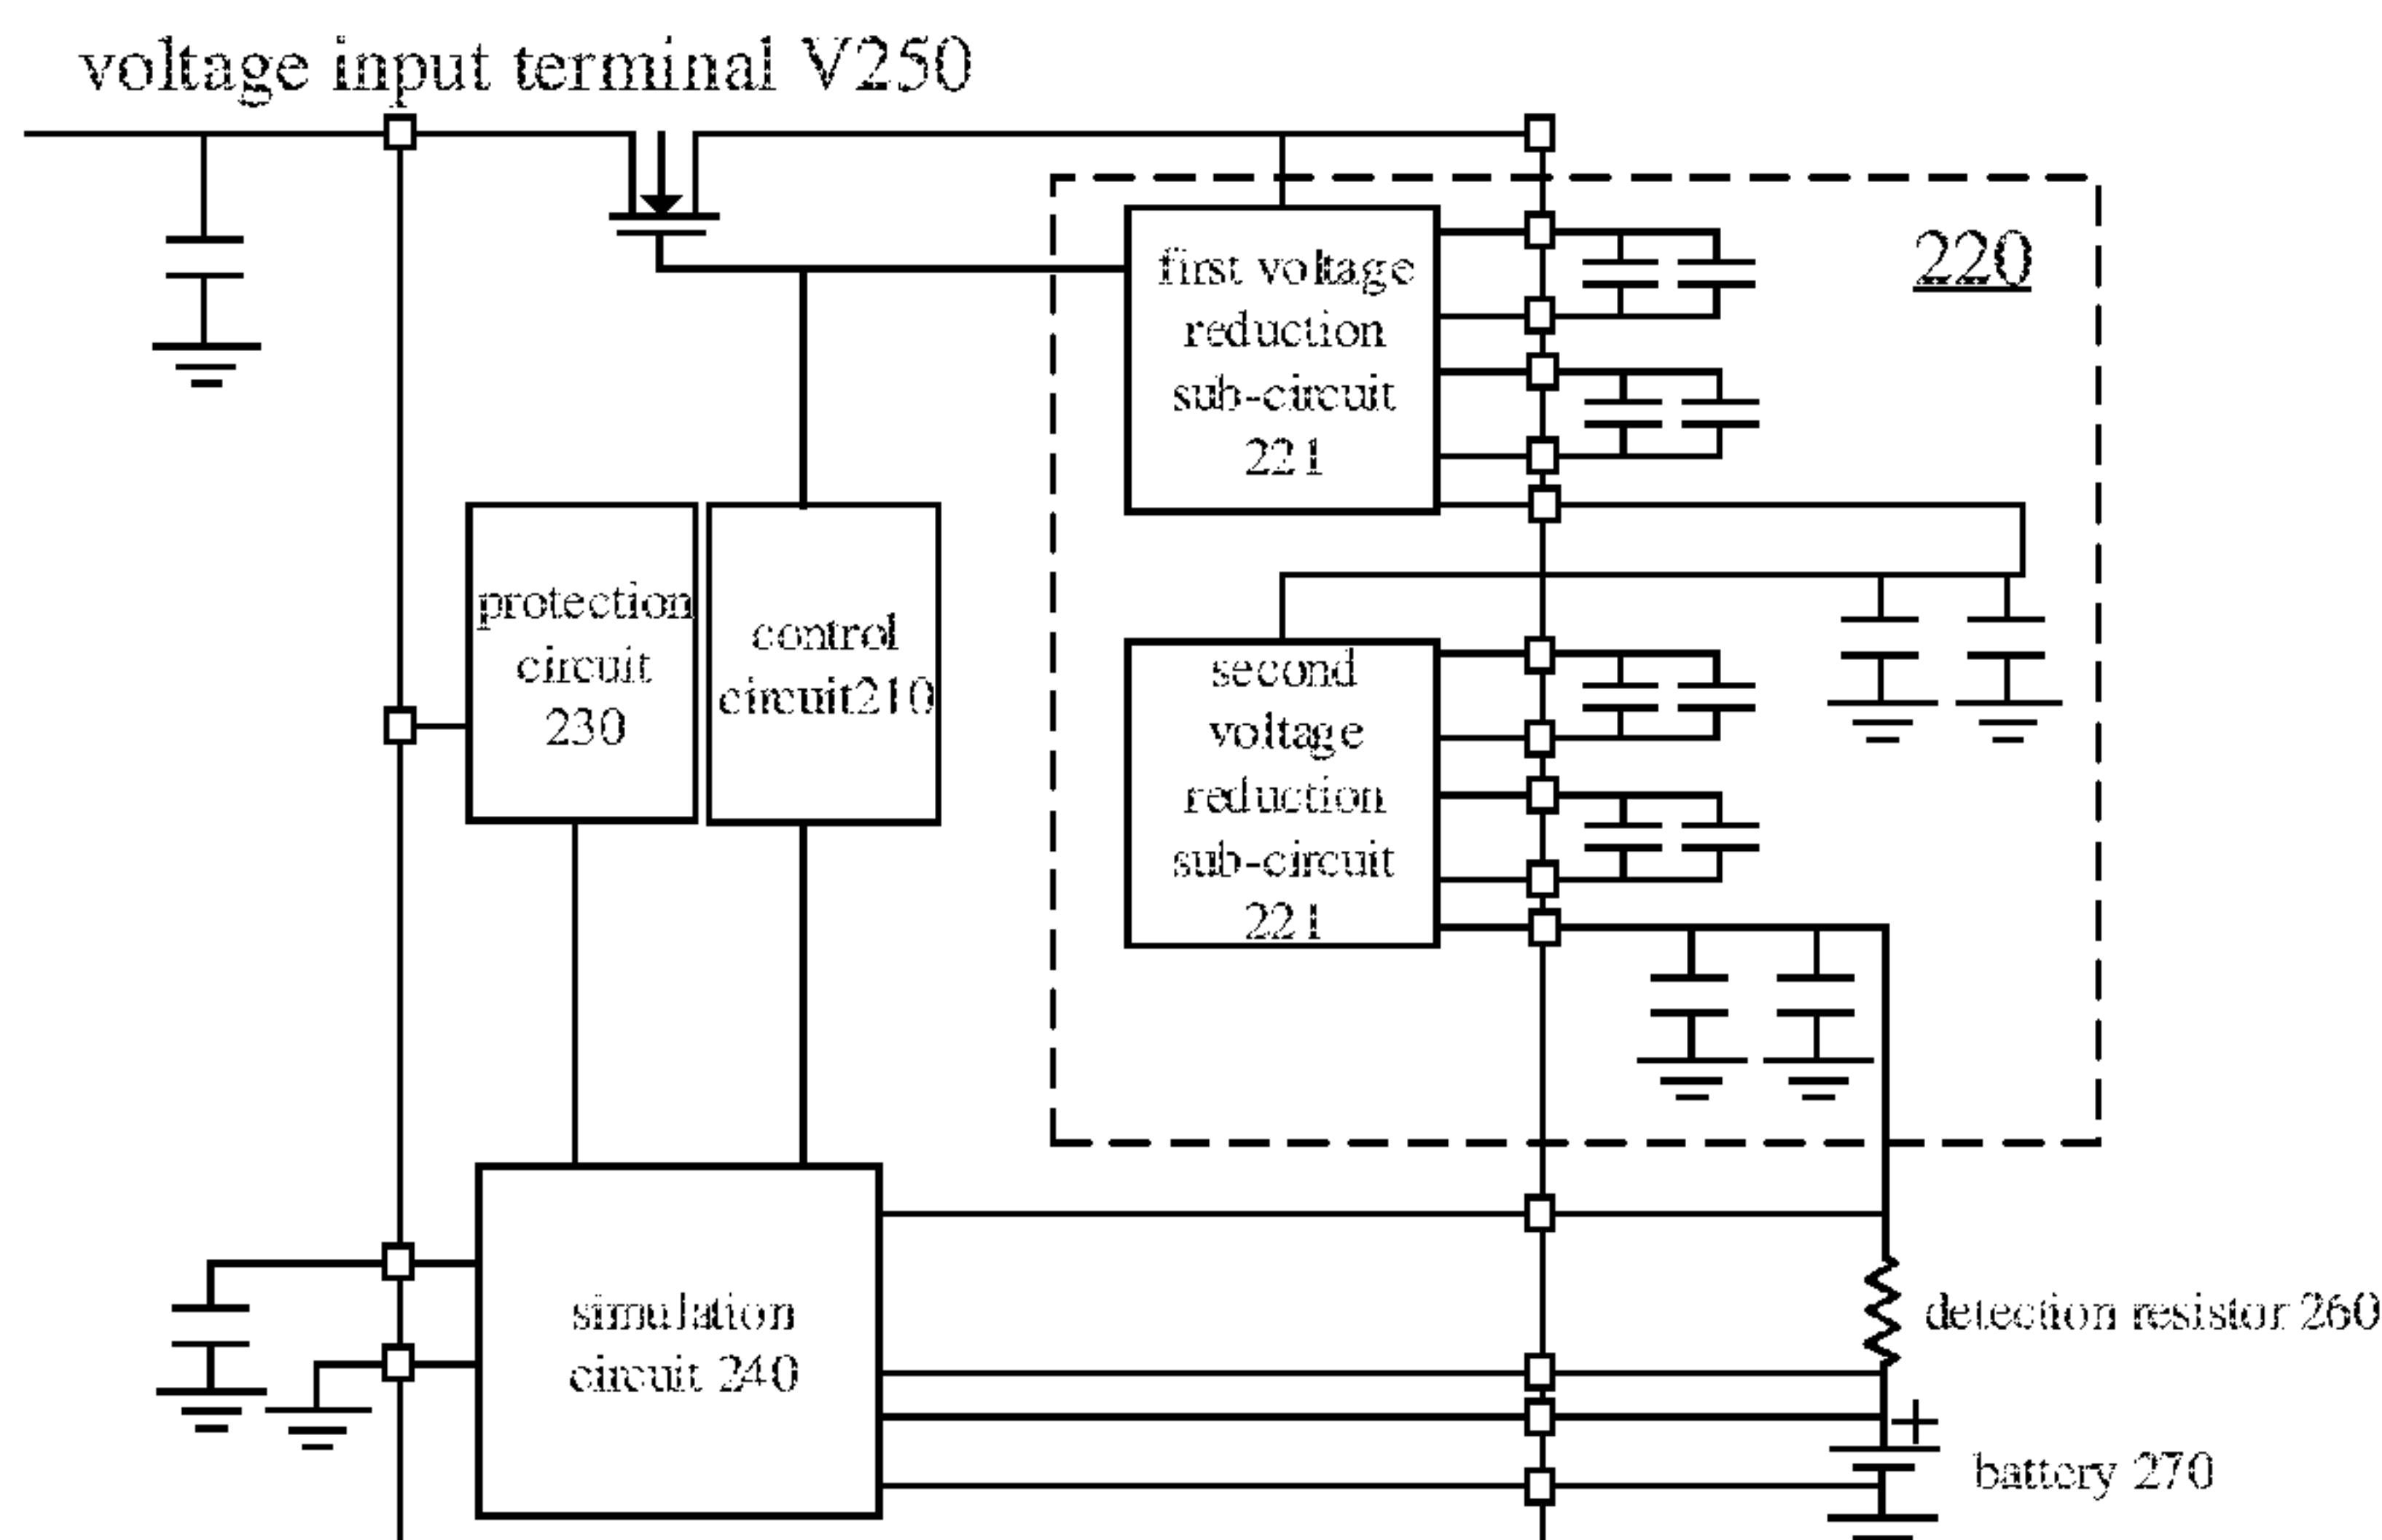 voltage input terminal V250
220
first voltage
reduction
sub-circuit
221
protection
circuit
230
control
circuit210
second
voltage
reduction
sub-circuit
221
simulation
circuit 240
detection resistor 260
+
battery 270